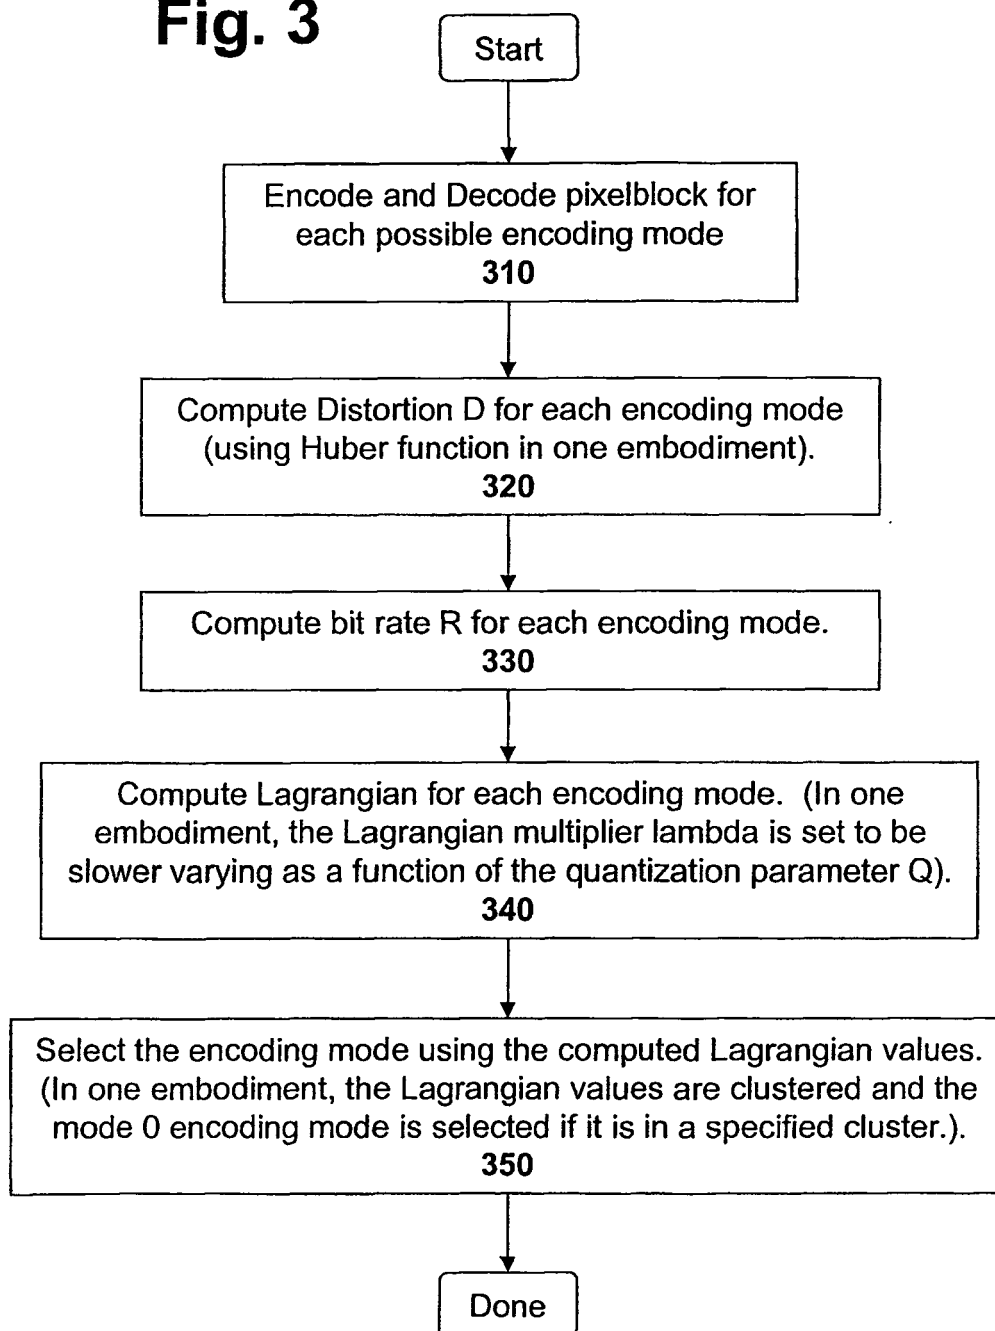 Fig. 3
Start
Encode and Decode pixelblock for
each possible encoding mode
310
Compute Distortion D for each encoding mode
(using Huber function in one embodiment).
320
Compute bit rate R for each encoding mode.
330
Compute Lagrangian for each encoding mode.  (In one
embodiment, the Lagrangian multiplier lambda is set to be
slower varying as a function of the quantization parameter Q).
340
Select the encoding mode using the computed Lagrangian values.
(In one embodiment, the Lagrangian values are clustered and the
mode 0 encoding mode is selected if it is in a specified cluster.).
350
Done